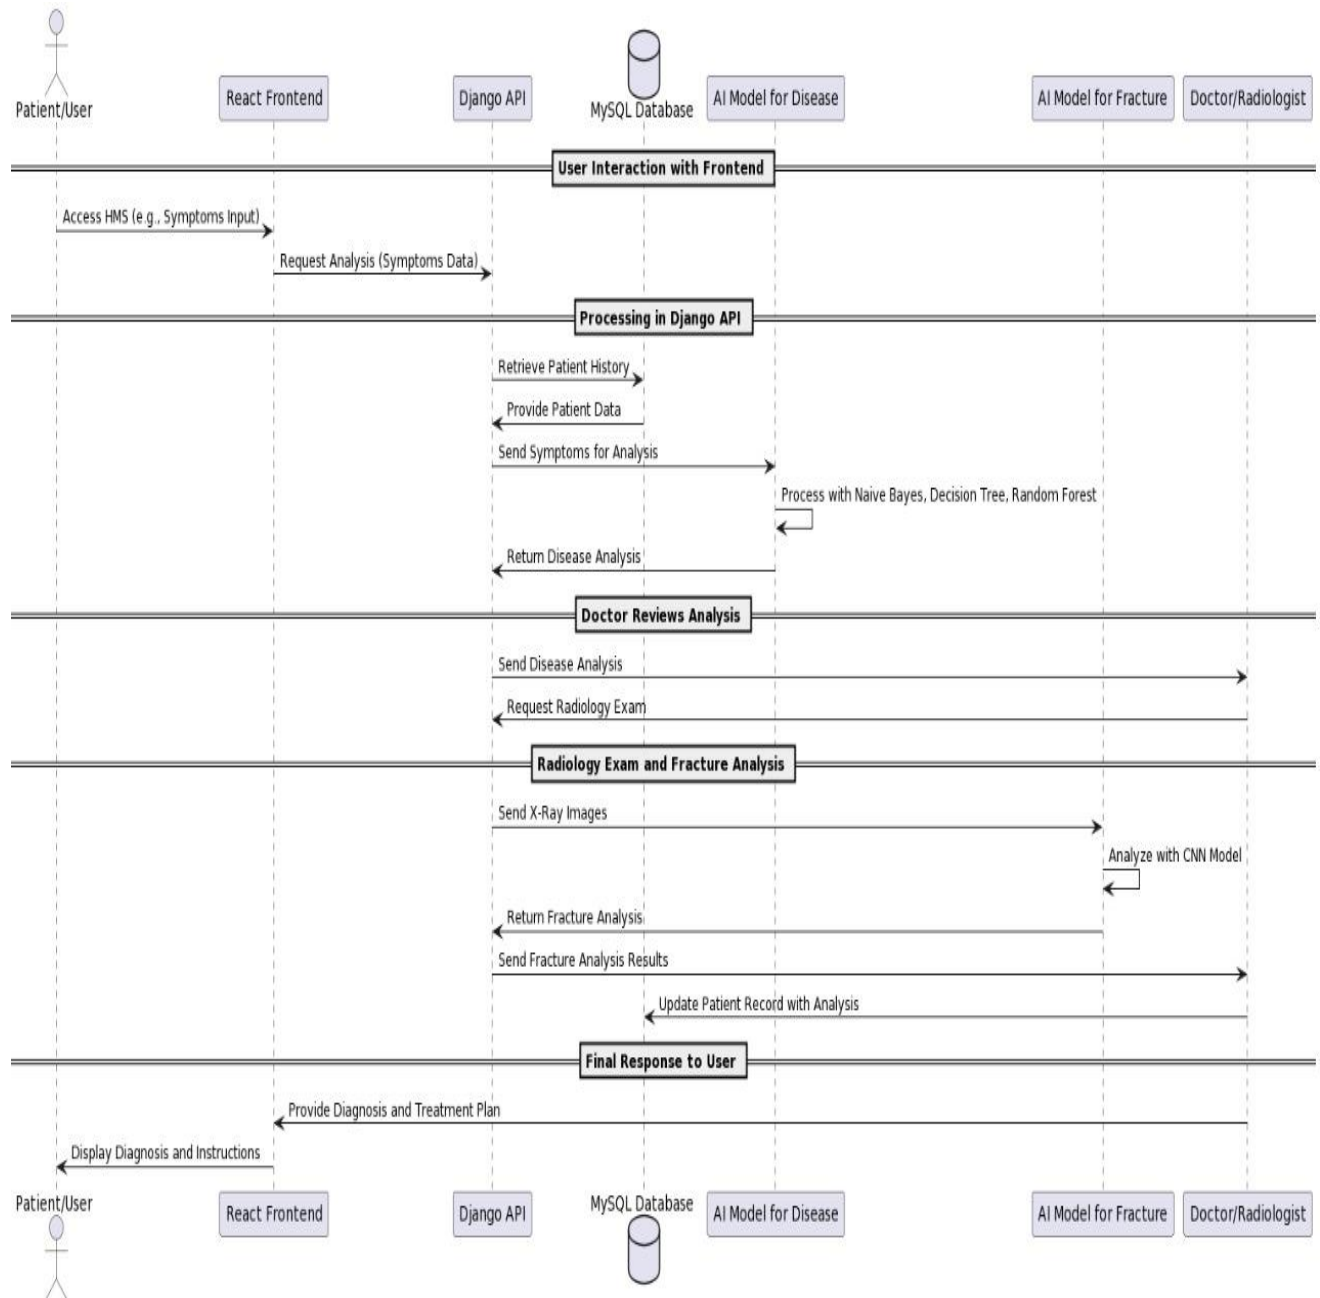 Patient/User
React Frontend
Django API
MySQL Database
AI Model for Disease
AI Model for Fracture
Doctor/Radiologist
User Interaction with Frontend
Access HMS (e.g., Symptoms Input)
Request Analysis (Symptoms Data)
Processing in Django API
Retrieve Patient History
Provide Patient Data
Send Symptoms for Analysis
Process with Naive Bayes, Decision Tree, Random Forest
Return Disease Analysis
Doctor Reviews Analysis
Send Disease Analysis
Request Radiology Exam
Radiology Exam and Fracture Analysis
Send X-Ray Images
Analyze with CNN Model
Return Fracture Analysis
Send Fracture Analysis Results
Update Patient Record with Analysis
Final Response to User
Provide Diagnosis and Treatment Plan
Display Diagnosis and Instructions
Patient/User
React Frontend
Django API
MySQL Database
AI Model for Disease
AI Model for Fracture
Doctor/Radiologist